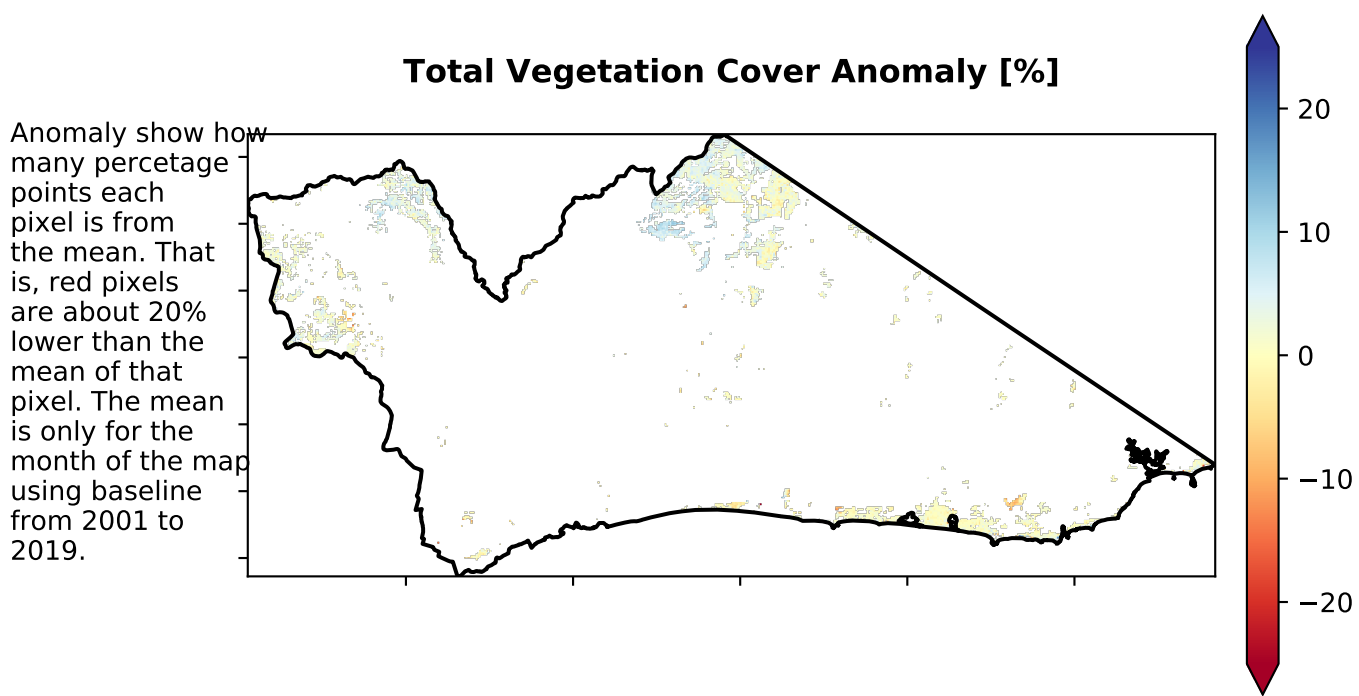 Total Vegetation Cover Anomaly [%]
Anomaly show how
many percetage
points each
pixel is from
the mean. That
is, red pixels
are about 20%
lower than the
mean of that
pixel. The mean
is only for the
month of the map
using baseline
from 2001 to
2019.
20
10
0
−10
−20